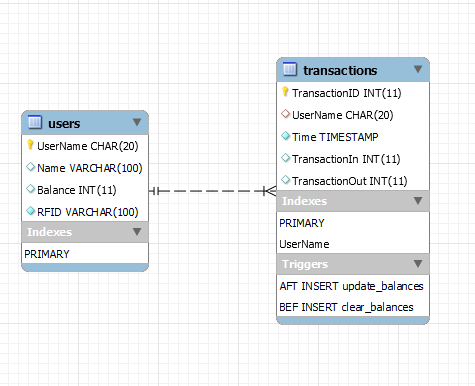 users
UserName CHAR(20)
Name VARCHAR(100)
Balance INT(11)
RFID VARCHAR(100)
Indexes
PRIMARY
transactions
TransactionID INT(11)
UserName CHAR(20)
Time TIMESTAMP
TransactionIn INT(11)
TransactionOut INT(11)
Indexes
PRIMARY
UserName
Triggers
AFT INSERT update_balances
BEF INSERT clear_balances